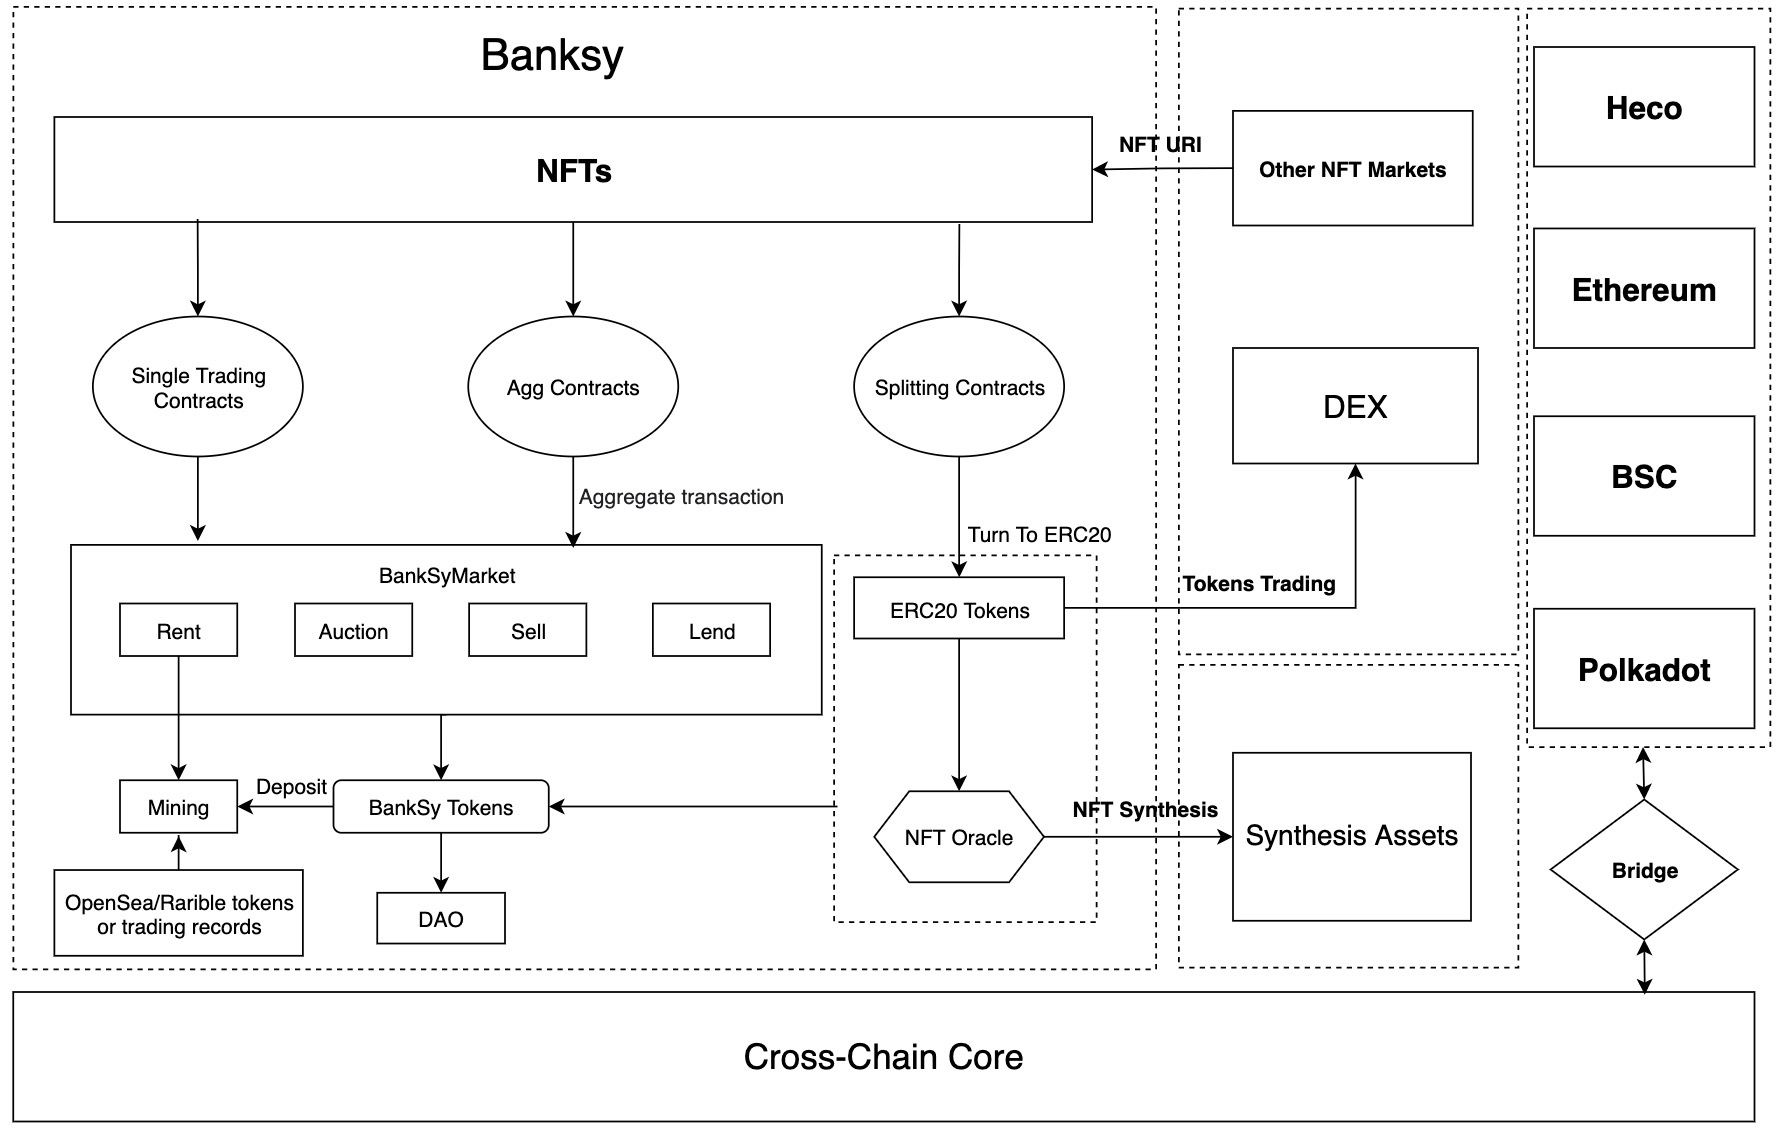 Banksy
NFTs
NFT URI
Other NFT Markets
Heco
Ethereum
BSC
Polkadot
Single Trading
Contracts
Agg Contracts
Splitting Contracts
DEX
Aggregate transaction
Turn To ERC20
BankSyMarket
Rent
Auction
Sell
Lend
ERC20 Tokens
Tokens Trading
Mining
Deposit
BankSy Tokens
NFT Oracle
NFT Synthesis
Synthesis Assets
Bridge
OpenSea/Rarible tokens
or trading records
DAO
Cross-Chain Core